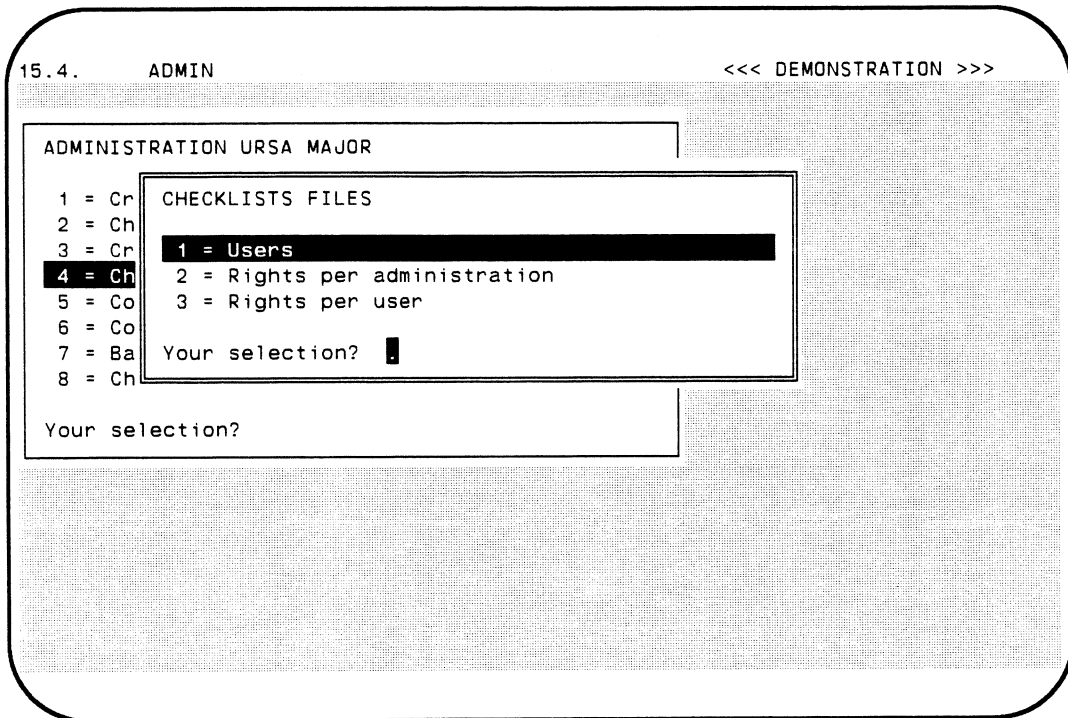 15.4. ADMIN <<< DEMONSTRATION >>>
ADMINISTRATION URSA MAJOR
1 = Cr
2 = Ch
3 = Cr
4 = Ch
5 = Co
6 = Co
7 = Ba
8 = Ch
Your selection?
CHECKLISTS FILES
1 = Users
2 = Rights per administration
3 = Rights per user
Your selection? .